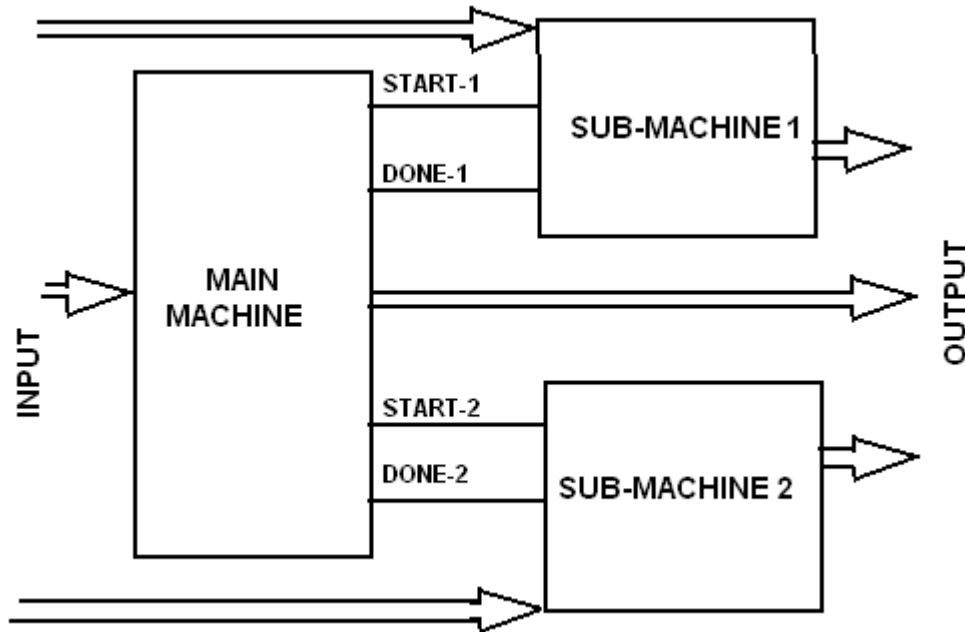 START-1
SUB-MACHINE 1
DONE-1
MAIN
MACHINE
INPUT
OUTPUT
START-2
DONE-2
SUB-MACHINE 2